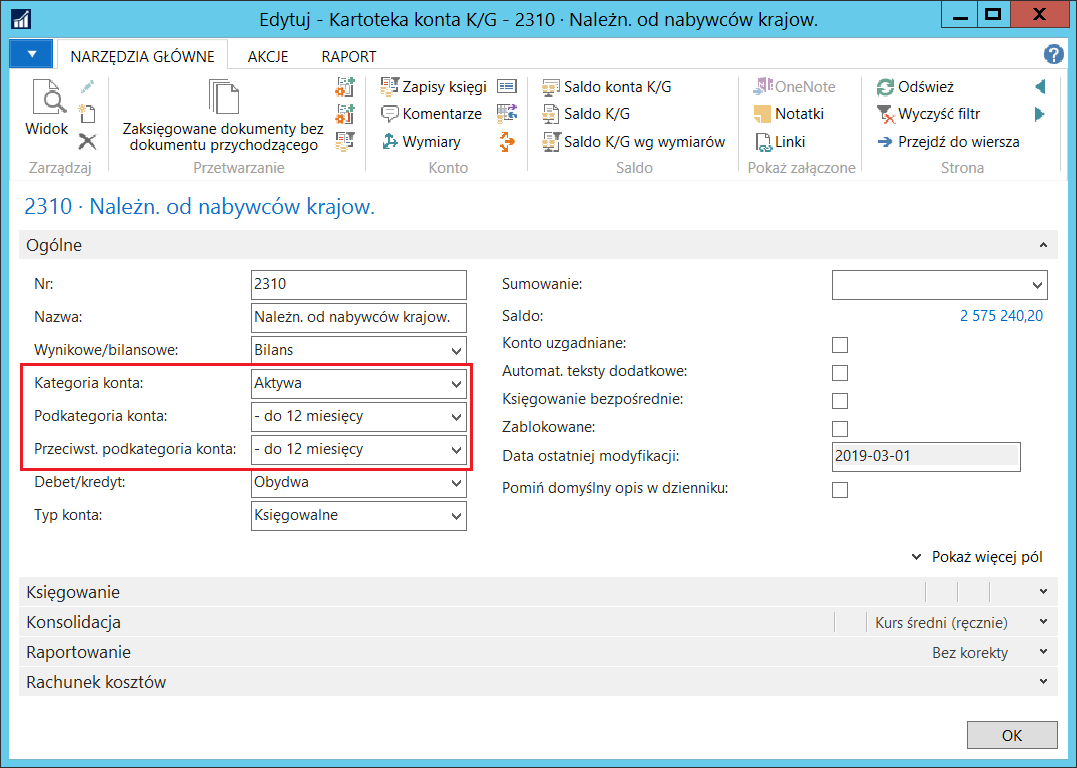 Edytuj - Kartoteka konta K/G - 2310 · Należn. od nabywców krajow.
NARZĘDZIA GŁÓWNE AKCJE RAPORT
Widok
Zarządzaj
Zaksięgowane dokumenty bez
dokumentu przychodzącego
Przetwarzanie
Zapisy księgi
Komentarze
Wymiary
Konto
Saldo konta K/G
Saldo K/G
Saldo K/G wg wymiarów
Saldo
OneNote
Notatki
Linki
Pokaż załączone
Odśwież
Wyczyść filtr
Przejdź do wiersza
Strona
2310 · Należn. od nabywców krajow.
Ogólne
Nr: 2310
Nazwa: Należn. od nabywców krajow.
Wynikowe/bilansowe: Bilans
Kategoria konta: Aktywa
Podkategoria konta: - do 12 miesięcy
Przeciwst. podkategoria konta: - do 12 miesięcy
Debet/kredyt: Obydwa
Typ konta: Księgowalne
Sumowanie:
Saldo: 2 575 240,20
Konto uzgadniane:
Automat. teksty dodatkowe:
Księgowanie bezpośrednie:
Zablokowane:
Data ostatniej modyfikacji: 2019-03-01
Pomiń domyślny opis w dzienniku:
Pokaż więcej pól
Księgowanie
Konsolidacja Kurs średni (ręcznie)
Raportowanie Bez korekty
Rachunek kosztów
OK